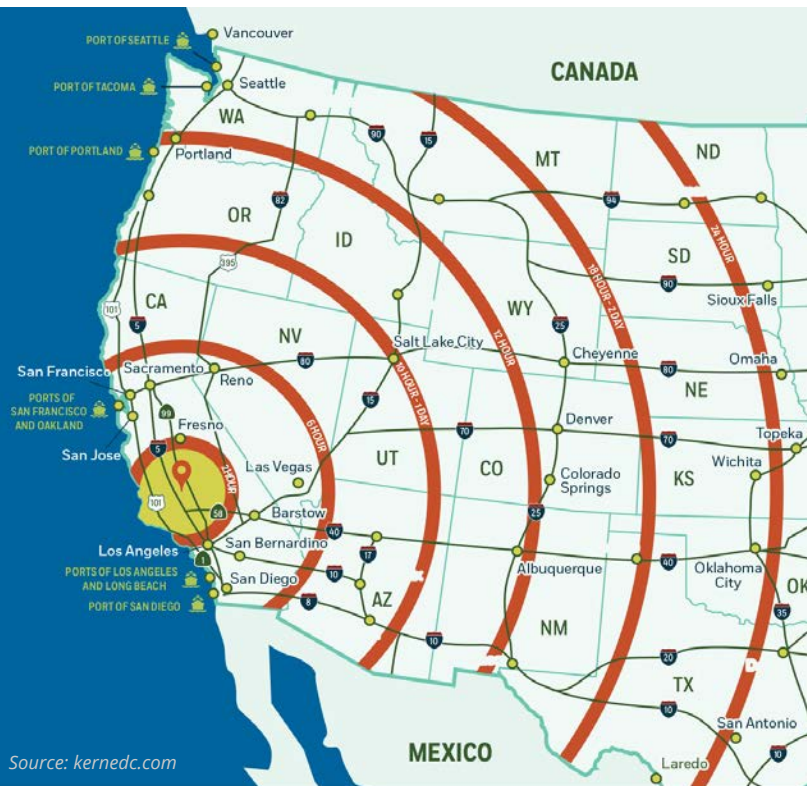 Vancouver
PORT OF SEATTLE
CANADA
PORT OF TACOMA
Seattle
WA
90
15
MT
ND
PORT OF PORTLAND
Portland
82
94
OR
ID
24 HOUR
395
SD
18 HOUR - 2 DAY
90
Sioux Falls
CA
101
5
WY
NV
25
12 HOUR
Salt Lake City
80
Cheyenne
80
Omaha
San Francisco
Sacramento
Reno
10 HOUR - 1 DAY
NE
PORTS OF
SAN FRANCISCO
AND OAKLAND
99
15
Fresno
6 HOUR
70
Denver
70
Topeka
5
San Jose
Las Vegas
UT
CO
Wichita
2 HOUR
Colorado
Springs
KS
101
58
Barstow
25
40
Los Angeles
San Bernardino
17
Albuquerque
40
Oklahoma
City
1
PORTS OF LOS ANGELES
AND LONG BEACH
10
San Diego
AZ
OK
PORT OF SAN DIEGO
8
35
NM
10
20
D
TX
10
San Antonio
MEXICO
10
Laredo
Source: kernedc.com